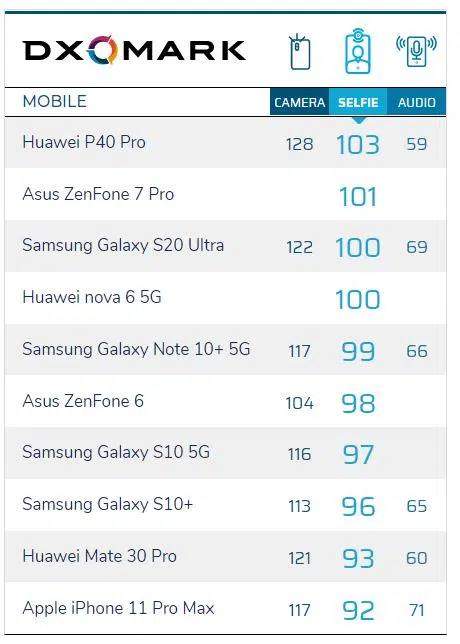 DXOMARK
MOBILE CAMERA SELFIE AUDIO
Huawei P40 Pro 128 103 59
Asus ZenFone 7 Pro 101
Samsung Galaxy S20 Ultra 122 100 69
Huawei nova 6 5G 100
Samsung Galaxy Note 10+ 5G 117 99 66
Asus ZenFone 6 104 98
Samsung Galaxy S10 5G 116 97
Samsung Galaxy S10+ 113 96 65
Huawei Mate 30 Pro 121 93 60
Apple iPhone 11 Pro Max 117 92 71